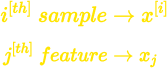 i^{[th]} sample → x^{[i]}
j^{th]} feature → x_j